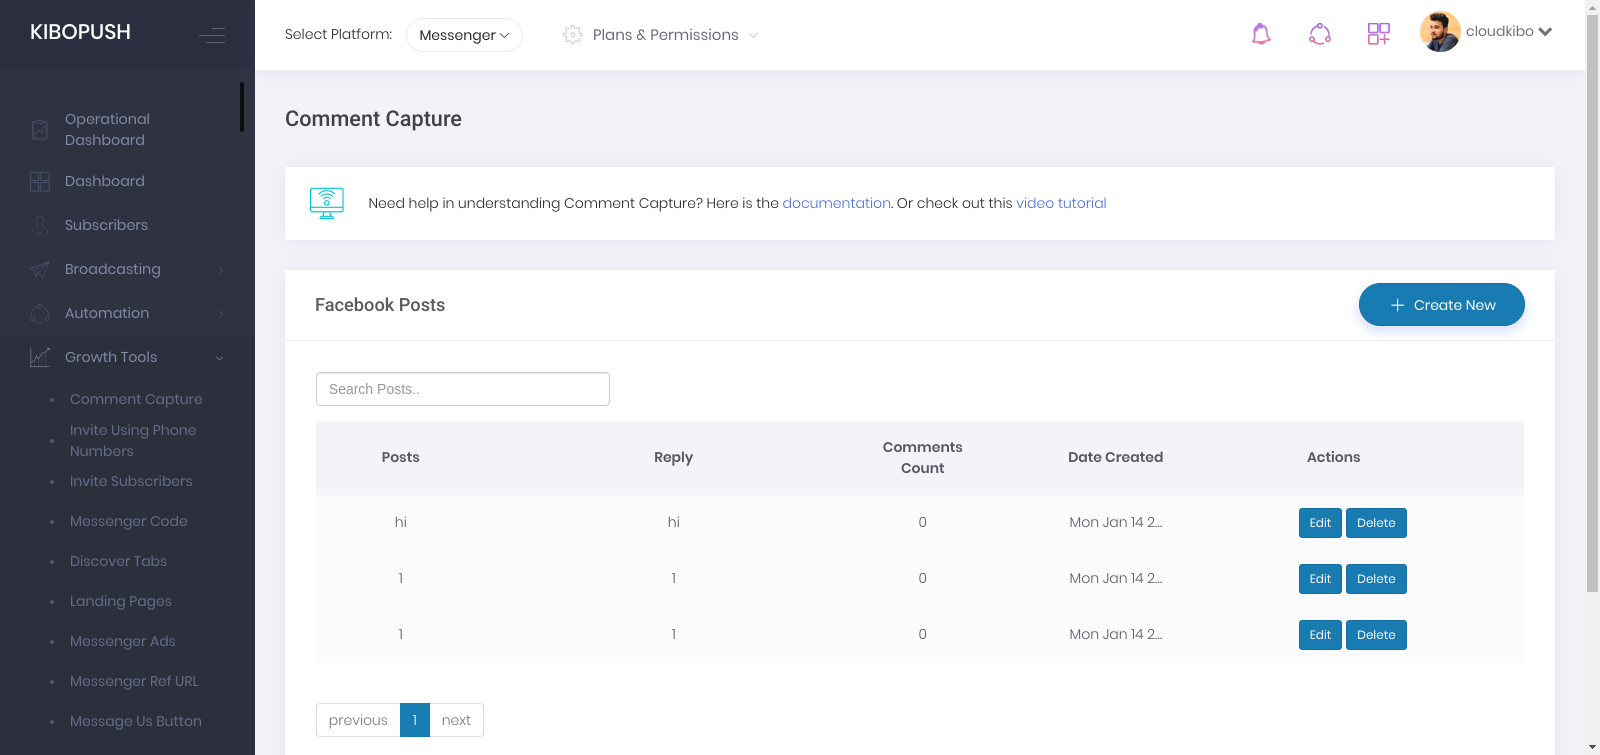 KIBOPUSH
Select Platform: Messenger
Plans & Permissions
cloudkibo
Operational
Dashboard
Dashboard
Subscribers
Broadcasting
Automation
Growth Tools
Comment Capture
Invite Using Phone
Numbers
Invite Subscribers
Messenger Code
Discover Tabs
Landing Pages
Messenger Ads
Messenger Ref URL
Message Us Button
Comment Capture
Need help in understanding Comment Capture? Here is the documentation. Or check out this video tutorial
Facebook Posts
Create New
Search Posts..
Posts Reply Comments Count Date Created Actions
hi hi 0 Mon Jan 14 2... Edit Delete
1 1 0 Mon Jan 14 2... Edit Delete
1 1 0 Mon Jan 14 2... Edit Delete
previous 1 next